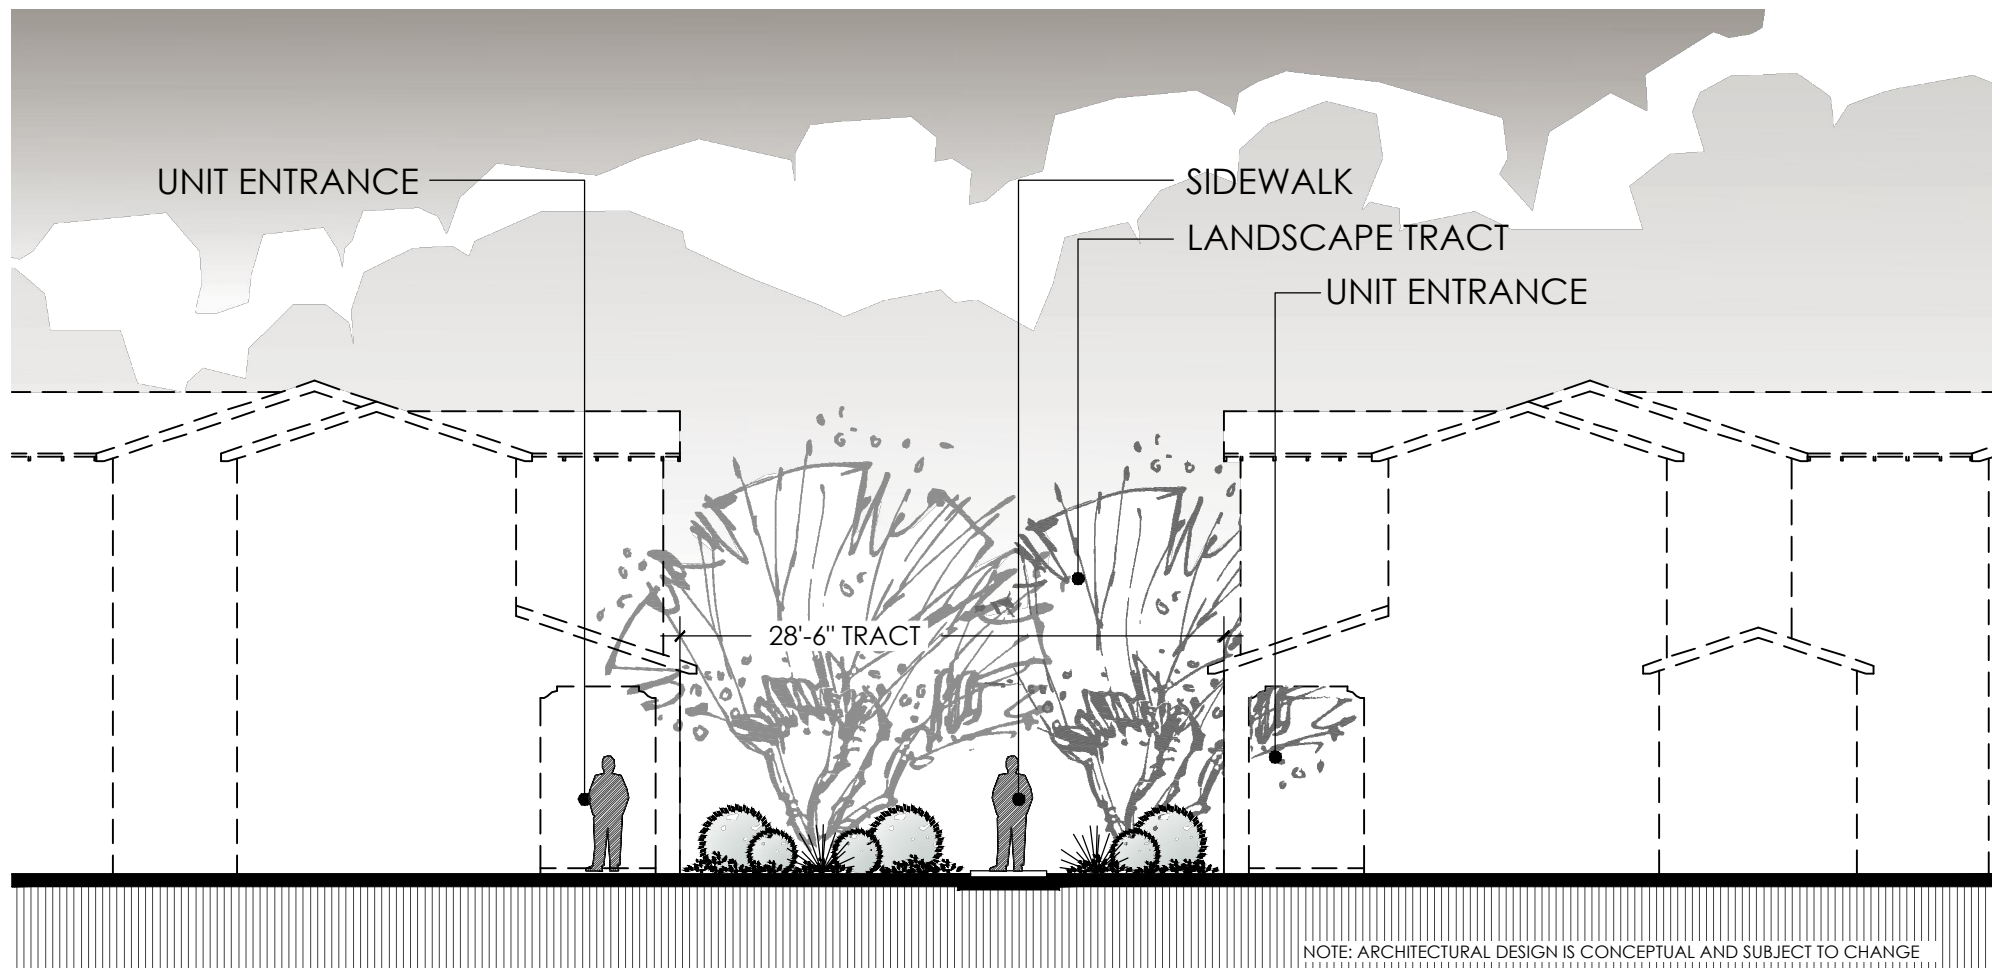 UNIT ENTRANCE
SIDEWALK
LANDSCAPE TRACT
UNIT ENTRANCE
28'-6" TRACT
NOTE: ARCHITECTURAL DESIGN IS CONCEPTUAL AND SUBJECT TO CHANGE